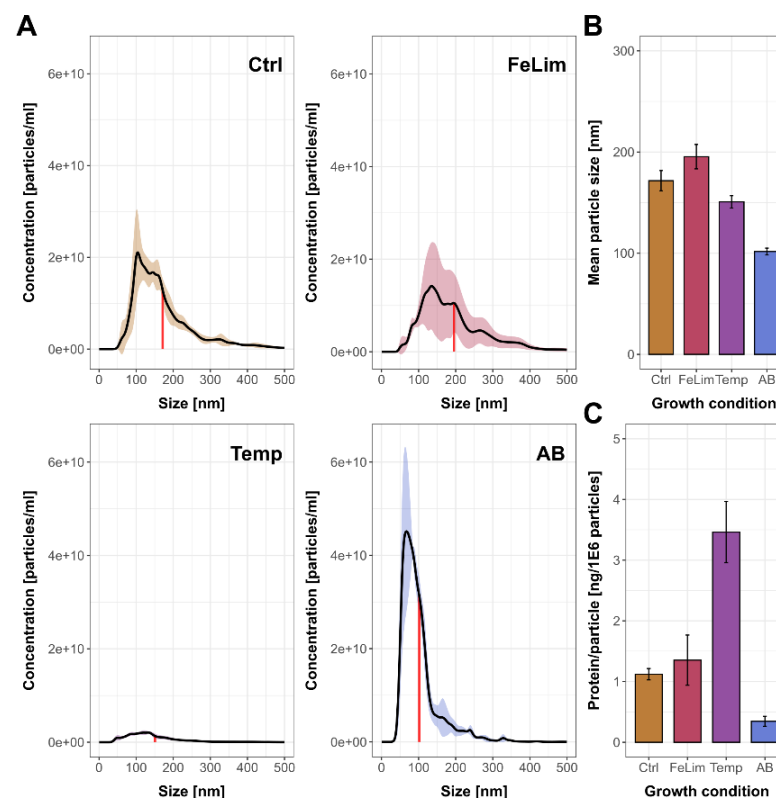 A
Ctrl
Concentration [particles/ml]
6e+10
4e+10
2e+10
0e+00
0 100 200 300 400 500
Size [nm]
FeLim
Concentration [particles/ml]
6e+10
4e+10
2e+10
0e+00
0 100 200 300 400 500
Size [nm]
Temp
Concentration [particles/ml]
6e+10
4e+10
2e+10
0e+00
0 100 200 300 400 500
Size [nm]
AB
Concentration [particles/ml]
6e+10
4e+10
2e+10
0e+00
0 100 200 300 400 500
Size [nm]
B
Mean particle size [nm]
300
200
100
0
Ctrl FeLim Temp AB
Growth condition
C
Protein/particle [ng/1E6 particles]
5
4
3
2
1
0
Ctrl FeLim Temp AB
Growth condition